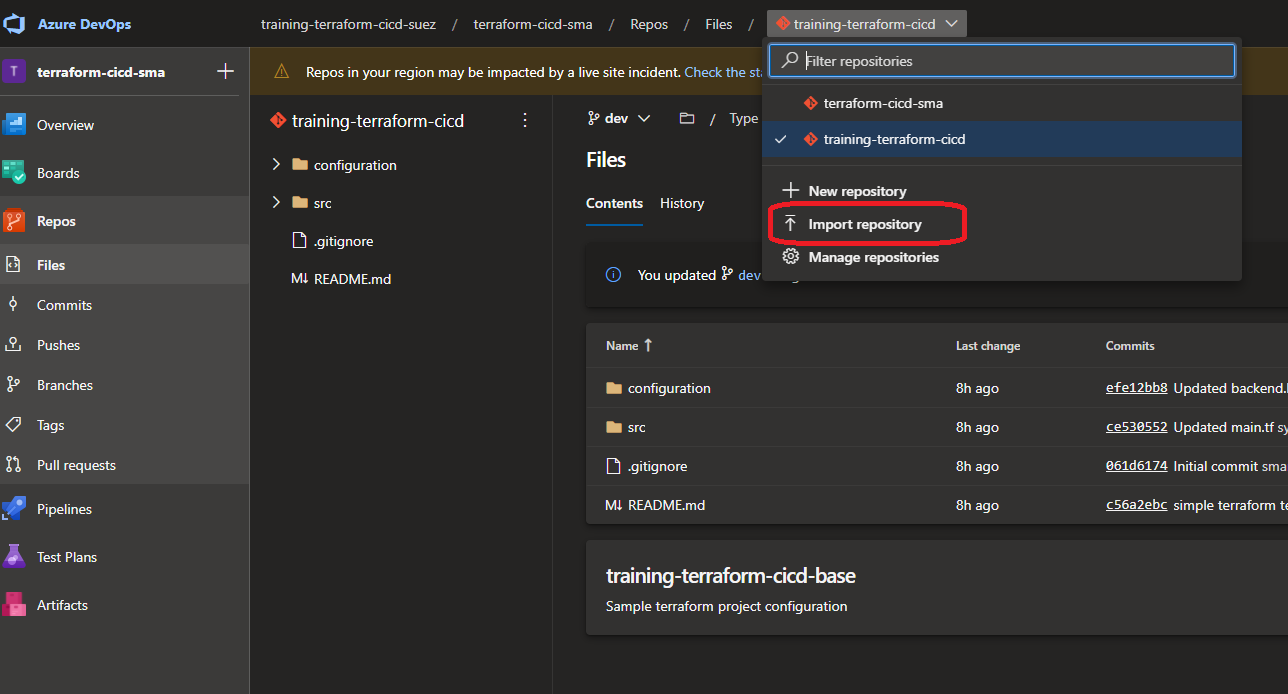 Azure DevOps
training-terraform-cicd-suez / terraform-cicd-sma / Repos / Files / training-terraform-cicd
T terraform-cicd-sma
Repos in your region may be impacted by a live site incident. Check the sta
Filter repositories
terraform-cicd-sma
training-terraform-cicd
New repository
Import repository
Manage repositories
Overview
Boards
Repos
Files
Commits
Pushes
Branches
Tags
Pull requests
Pipelines
Test Plans
Artifacts
training-terraform-cicd
configuration
src
.gitignore
M↓ README.md
dev / Type
Files
Contents History
You updated dev
Name ↑ Last change Commits
configuration 8h ago efe12bb8 Updated backend.
src 8h ago ce530552 Updated main.tf sy
.gitignore 8h ago 061d6174 Initial commit sma
M↓ README.md 8h ago c56a2ebc simple terraform te
training-terraform-cicd-base
Sample terraform project configuration